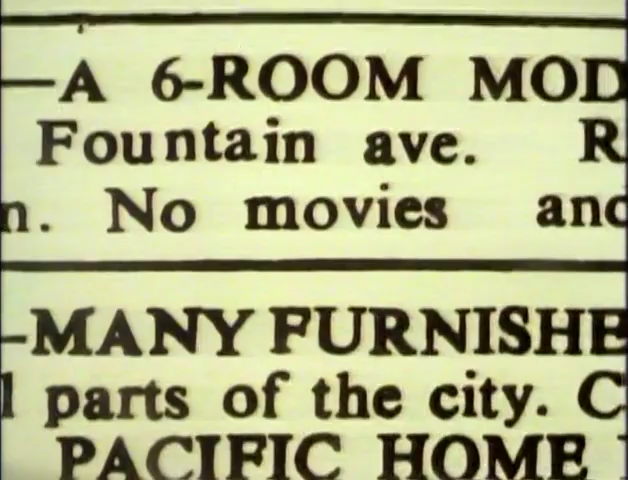 —A 6-ROOM MOD
Fountain ave. R
n. No movies and
-MANY FURNISHE
l parts of the city. C
PACIFIC HOME